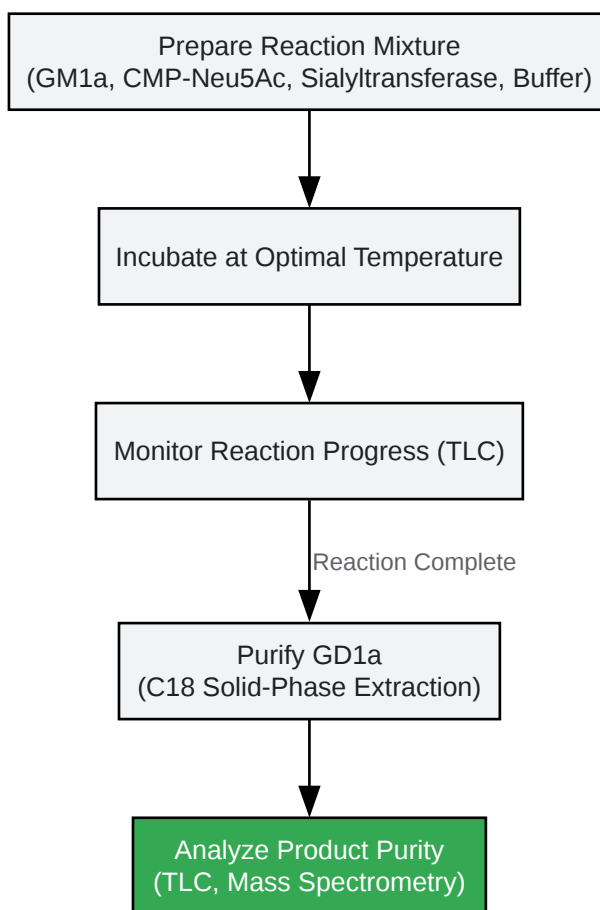 Prepare Reaction Mixture
(GM1a, CMP-Neu5Ac, Sialyltransferase, Buffer)
Incubate at Optimal Temperature
Monitor Reaction Progress (TLC)
Reaction Complete
Purify GD1a
(C18 Solid-Phase Extraction)
Analyze Product Purity
(TLC, Mass Spectrometry)